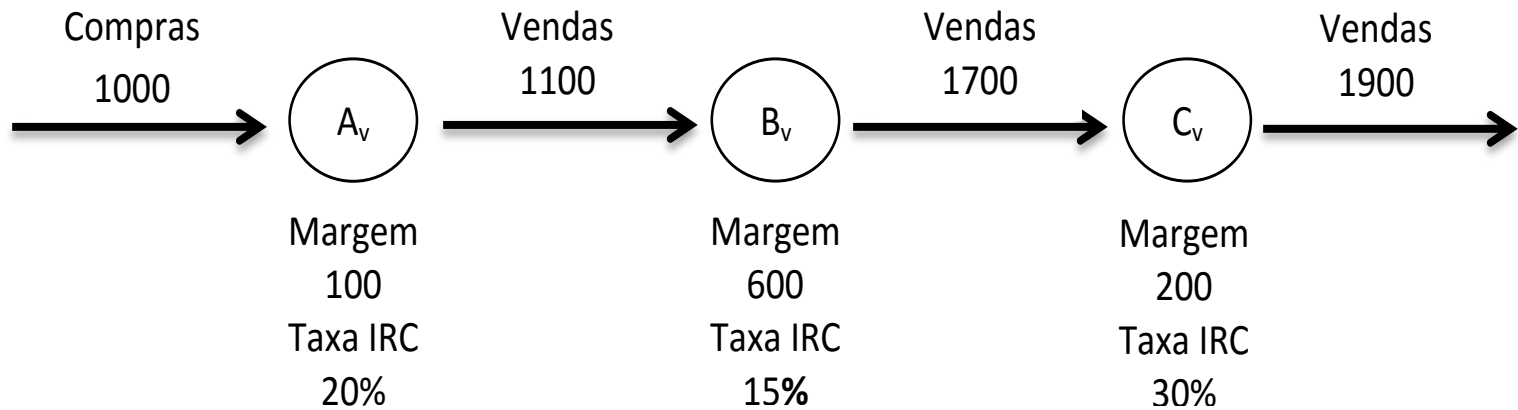 Compras
1000
Vendas
1100
Vendas
1700
Vendas
1900
Aᵥ
Bᵥ
Cᵥ
Margem
100
Taxa IRC
20%
Margem
600
Taxa IRC
15%
Margem
200
Taxa IRC
30%